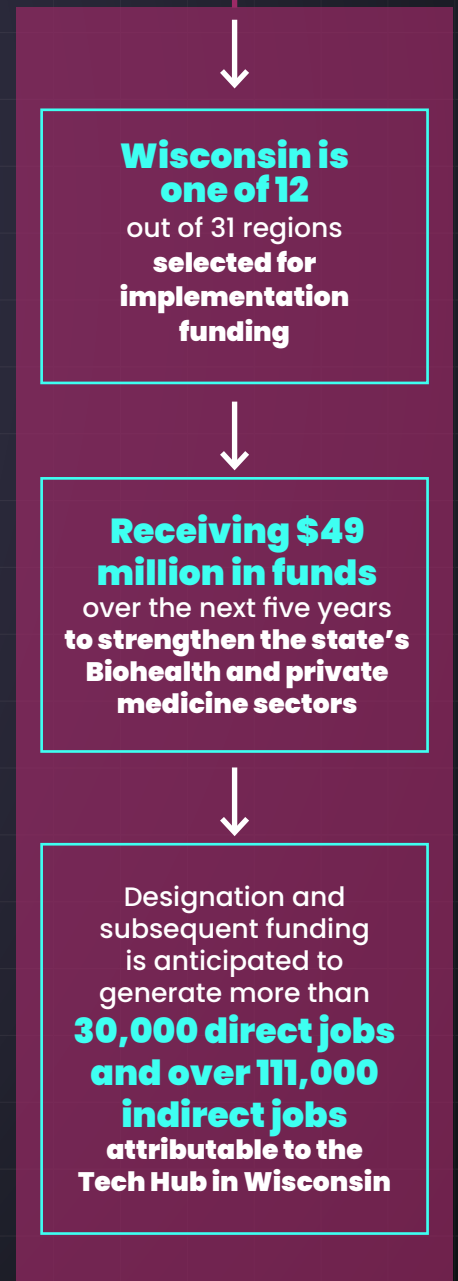 Wisconsin is
one of 12
out of 31 regions
selected for
implementation
funding
Receiving $49
million in funds
over the next five years
to strengthen the state’s
Biohealth and private
medicine sectors
Designation and
subsequent funding
is anticipated to
generate more than
30,000 direct jobs
and over 111,000
indirect jobs
attributable to the
Tech Hub in Wisconsin